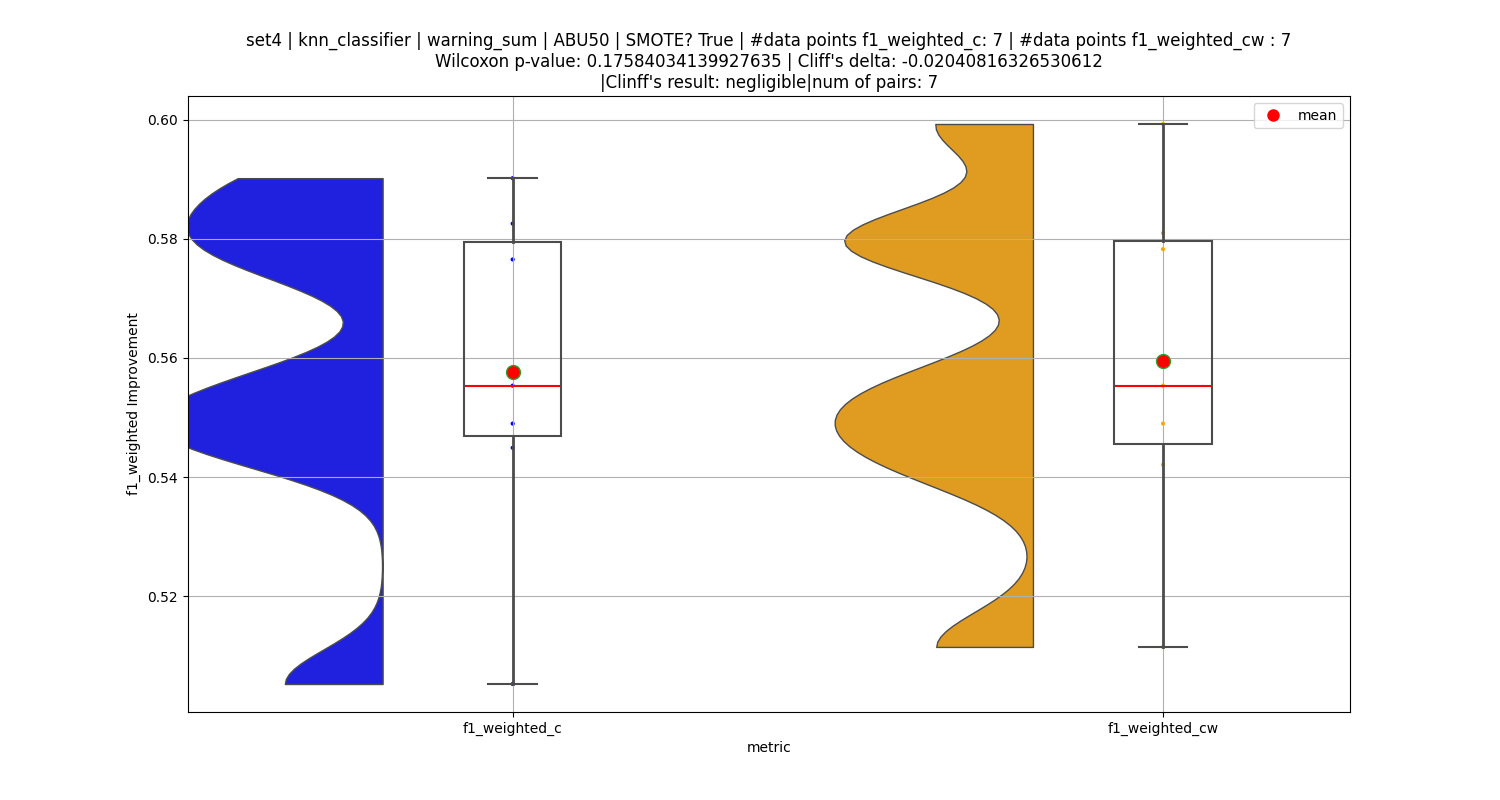 set4 | knn_classifier | warning_sum | ABU50 | SMOTE? True | #data points f1_weighted_c: 7 | #data points f1_weighted_cw : 7
Wilcoxon p-value: 0.17584034139927635 | Cliff's delta: -0.02040816326530612
|Clinff's result: negligible|num of pairs: 7
mean
0.60
0.58
0.56
0.54
0.52
f1_weighted Improvement
f1_weighted_c
f1_weighted_cw
metric